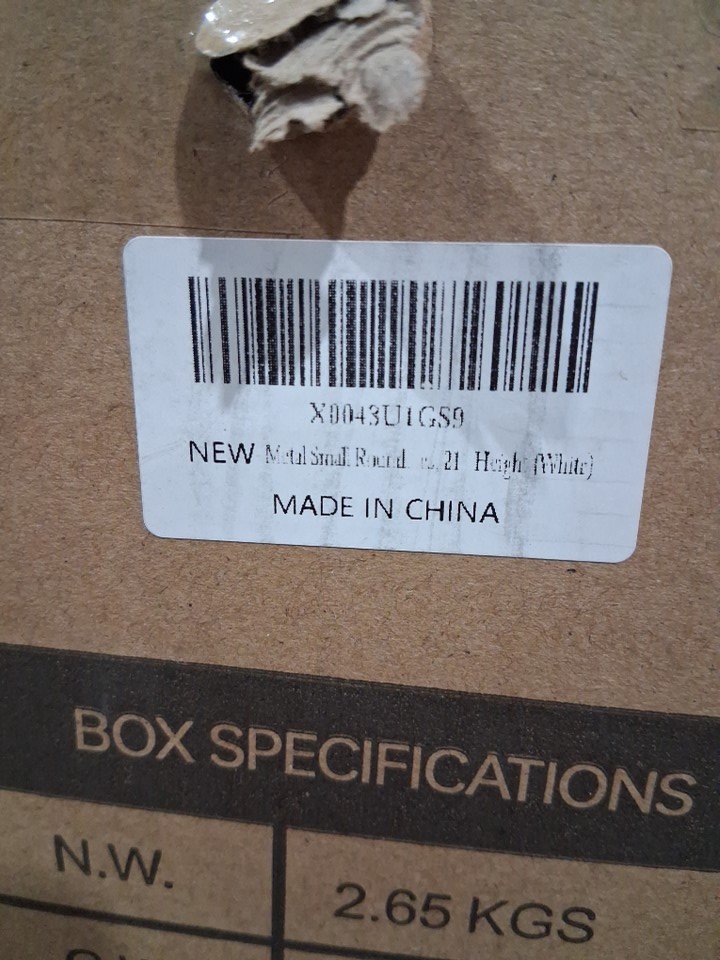 X0043U1GS9
NEW Metal Small Round 21 Height (White)
MADE IN CHINA
BOX SPECIFICATIONS
N.W.
2.65 KGS